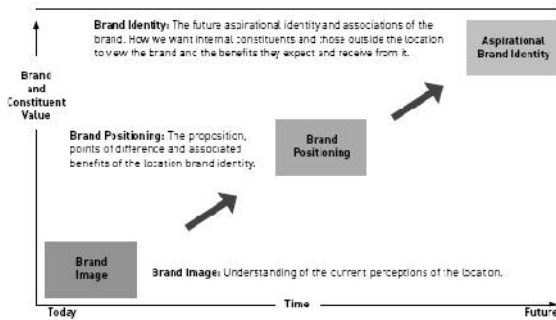 Brand Identity: The future aspirational identity and associations of the
brand. How we want internal constituents and those outside the location
to view the brand and the benefits they expect and receive from it.
Aspirational
Brand Identity
Brand
and
Constituent
Value
Brand Positioning: The proposition,
points of difference and associated
benefits of the location brand identity.
Brand
Positioning
Brand
Image
Brand Image: Understanding of the current perceptions of the location.
Today
Time
Future